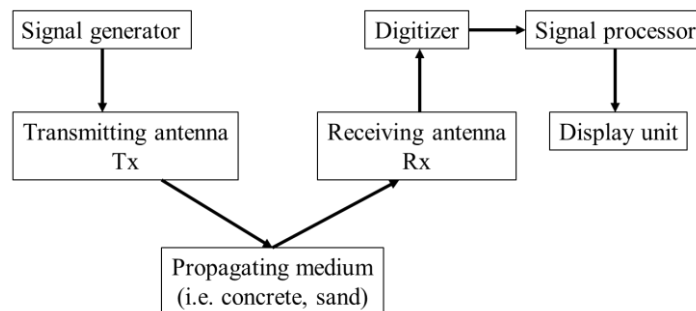 Signal generator
Digitizer
Signal processor
Transmitting antenna
Tx
Receiving antenna
Rx
Display unit
Propagating medium
(i.e. concrete, sand)